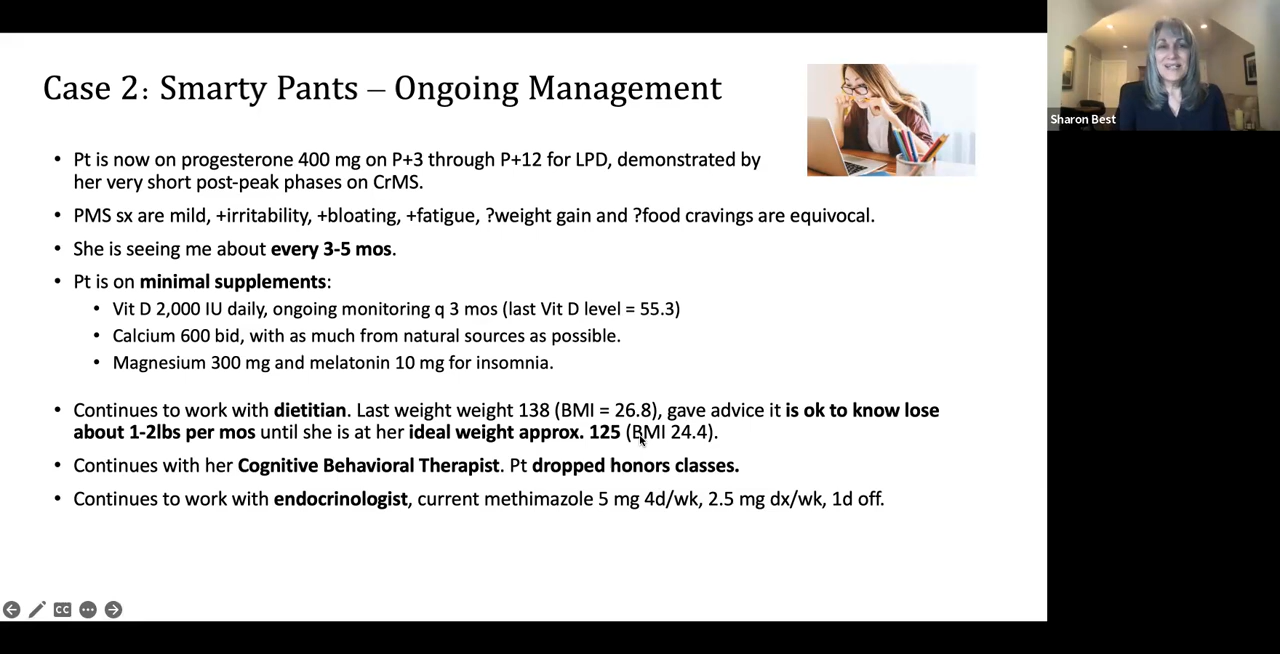 Case 2: Smarty Pants – Ongoing Management
Sharon Best
• Pt is now on progesterone 400 mg on P+3 through P+12 for LPD, demonstrated by
her very short post-peak phases on CrMS.
• PMS sx are mild, +irritability, +bloating, +fatigue, ?weight gain and ?food cravings are equivocal.
• She is seeing me about every 3-5 mos.
• Pt is on minimal supplements:
• Vit D 2,000 IU daily, ongoing monitoring q 3 mos (last Vit D level = 55.3)
• Calcium 600 bid, with as much from natural sources as possible.
• Magnesium 300 mg and melatonin 10 mg for insomnia.
• Continues to work with dietitian. Last weight weight 138 (BMI = 26.8), gave advice it is ok to know lose
about 1-2lbs per mos until she is at her ideal weight approx. 125 (BMI 24.4).
• Continues with her Cognitive Behavioral Therapist. Pt dropped honors classes.
• Continues to work with endocrinologist, current methimazole 5 mg 4d/wk, 2.5 mg dx/wk, 1d off.
CC